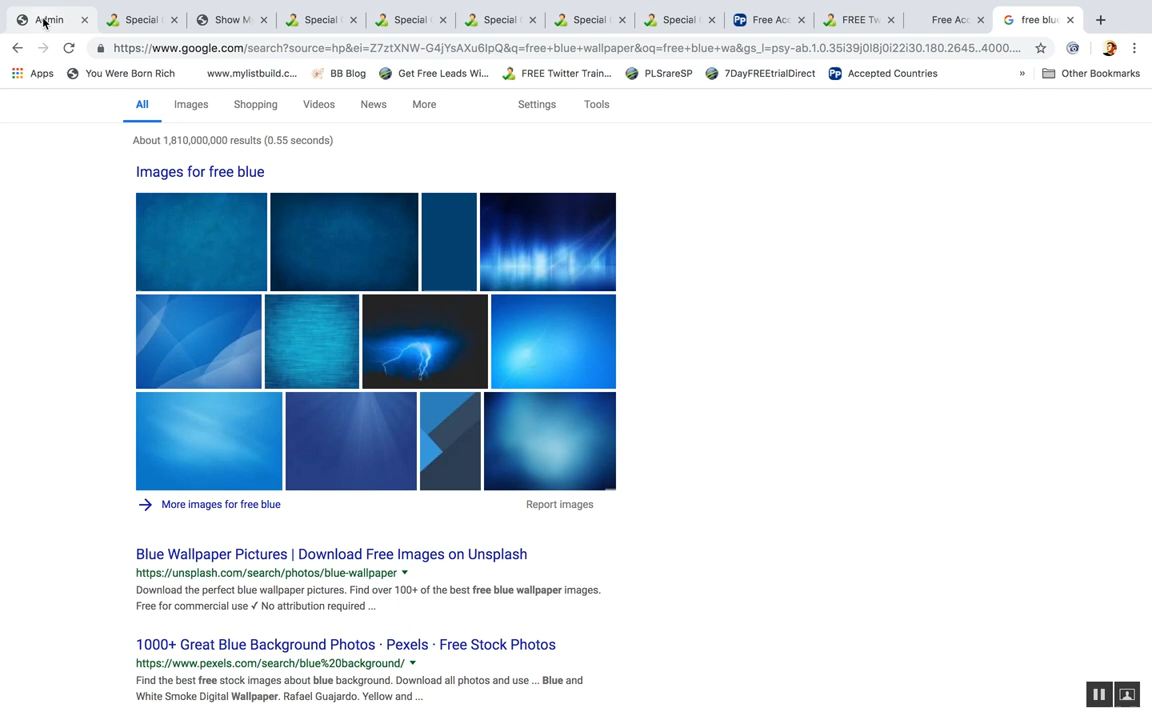 Admin Special Show M Special Special Special Special Special Free Acc FREE Tw Free Acc free blue
https://www.google.com/search?source=hp&ei=Z7ztXNW-G4jYsAXu6IpQ&q=free+blue+wallpaper&oq=free+blue+wa&gs_l=psy-ab.1.0.35i39j0l8j0i22i30.180.2645..4000....
Apps You Were Born Rich www.mylistbuild.c... BB Blog Get Free Leads Wi... FREE Twitter Train... PLSrareSP 7DayFREEtrialDirect Pp Accepted Countries » Other Bookmarks
All Images Shopping Videos News More Settings Tools
About 1,810,000,000 results (0.55 seconds)
Images for free blue
More images for free blue Report images
Blue Wallpaper Pictures | Download Free Images on Unsplash
https://unsplash.com/search/photos/blue-wallpaper
Download the perfect blue wallpaper pictures. Find over 100+ of the best free blue wallpaper images.
Free for commercial use ✓ No attribution required ...
1000+ Great Blue Background Photos · Pexels · Free Stock Photos
https://www.pexels.com/search/blue%20background/
Find the best free stock images about blue background. Download all photos and use ... Blue and
White Smoke Digital Wallpaper. Rafael Guajardo. Yellow and ...